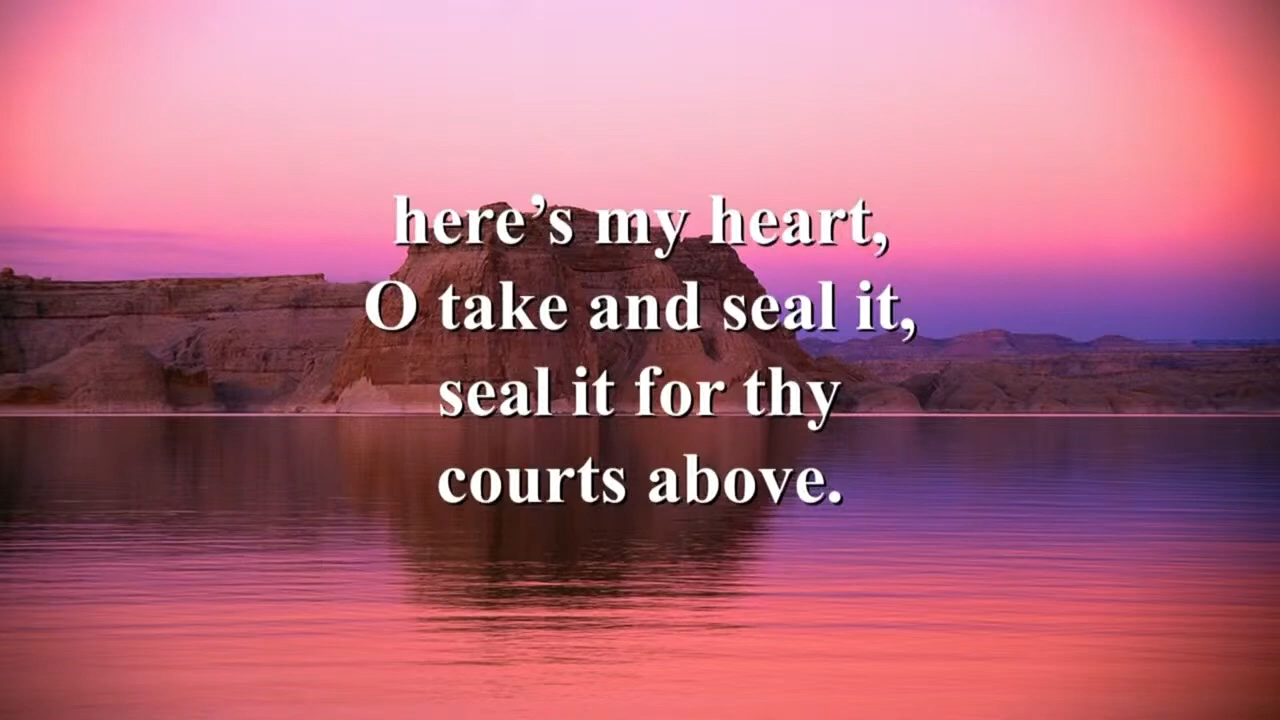 here’s my heart,
O take and seal it,
seal it for thy
courts above.